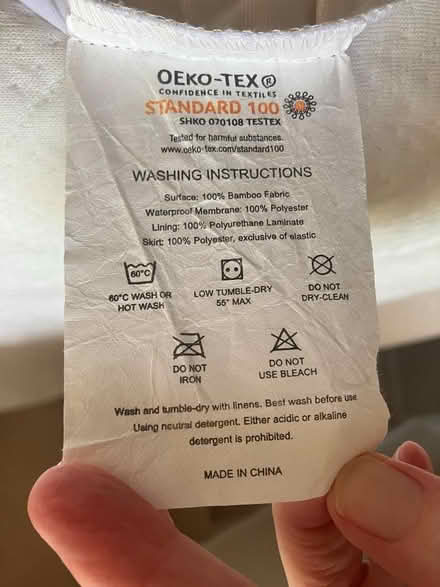 OEKO-TEX®
CONFIDENCE IN TEXTILES
STANDARD 100
SHKO 070108 TESTEX
Tested for harmful substances.
www.oeko-tex.com/standard100
WASHING INSTRUCTIONS
Surface: 100% Bamboo Fabric
Waterproof Membrane: 100% Polyester
Lining: 100% Polyurethane Laminate
Skirt: 100% Polyester, exclusive of elastic
60°C
60°C WASH OR
HOT WASH
LOW TUMBLE-DRY
55° MAX
DO NOT
DRY-CLEAN
DO NOT
IRON
DO NOT
USE BLEACH
Wash and tumble-dry with linens. Best wash before use
Using neutral detergent. Either acidic or alkaline
detergent is prohibited.
MADE IN CHINA